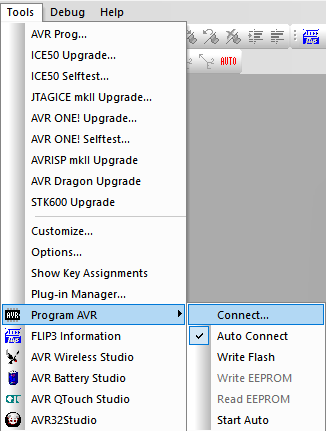 Tools Debug Help
AVR Prog...
ICE50 Upgrade...
ICE50 Selftest...
JTAGICE mkII Upgrade...
AVR ONE! Upgrade...
AVR ONE! Selftest...
AVRISP mkII Upgrade
AVR Dragon Upgrade
STK600 Upgrade
Customize...
Options...
Show Key Assignments
Plug-in Manager...
Program AVR
FLIP3 Information
AVR Wireless Studio
AVR Battery Studio
AVR QTouch Studio
AVR32Studio
AUTO
Connect...
Auto Connect
Write Flash
Write EEPROM
Read EEPROM
Start Auto